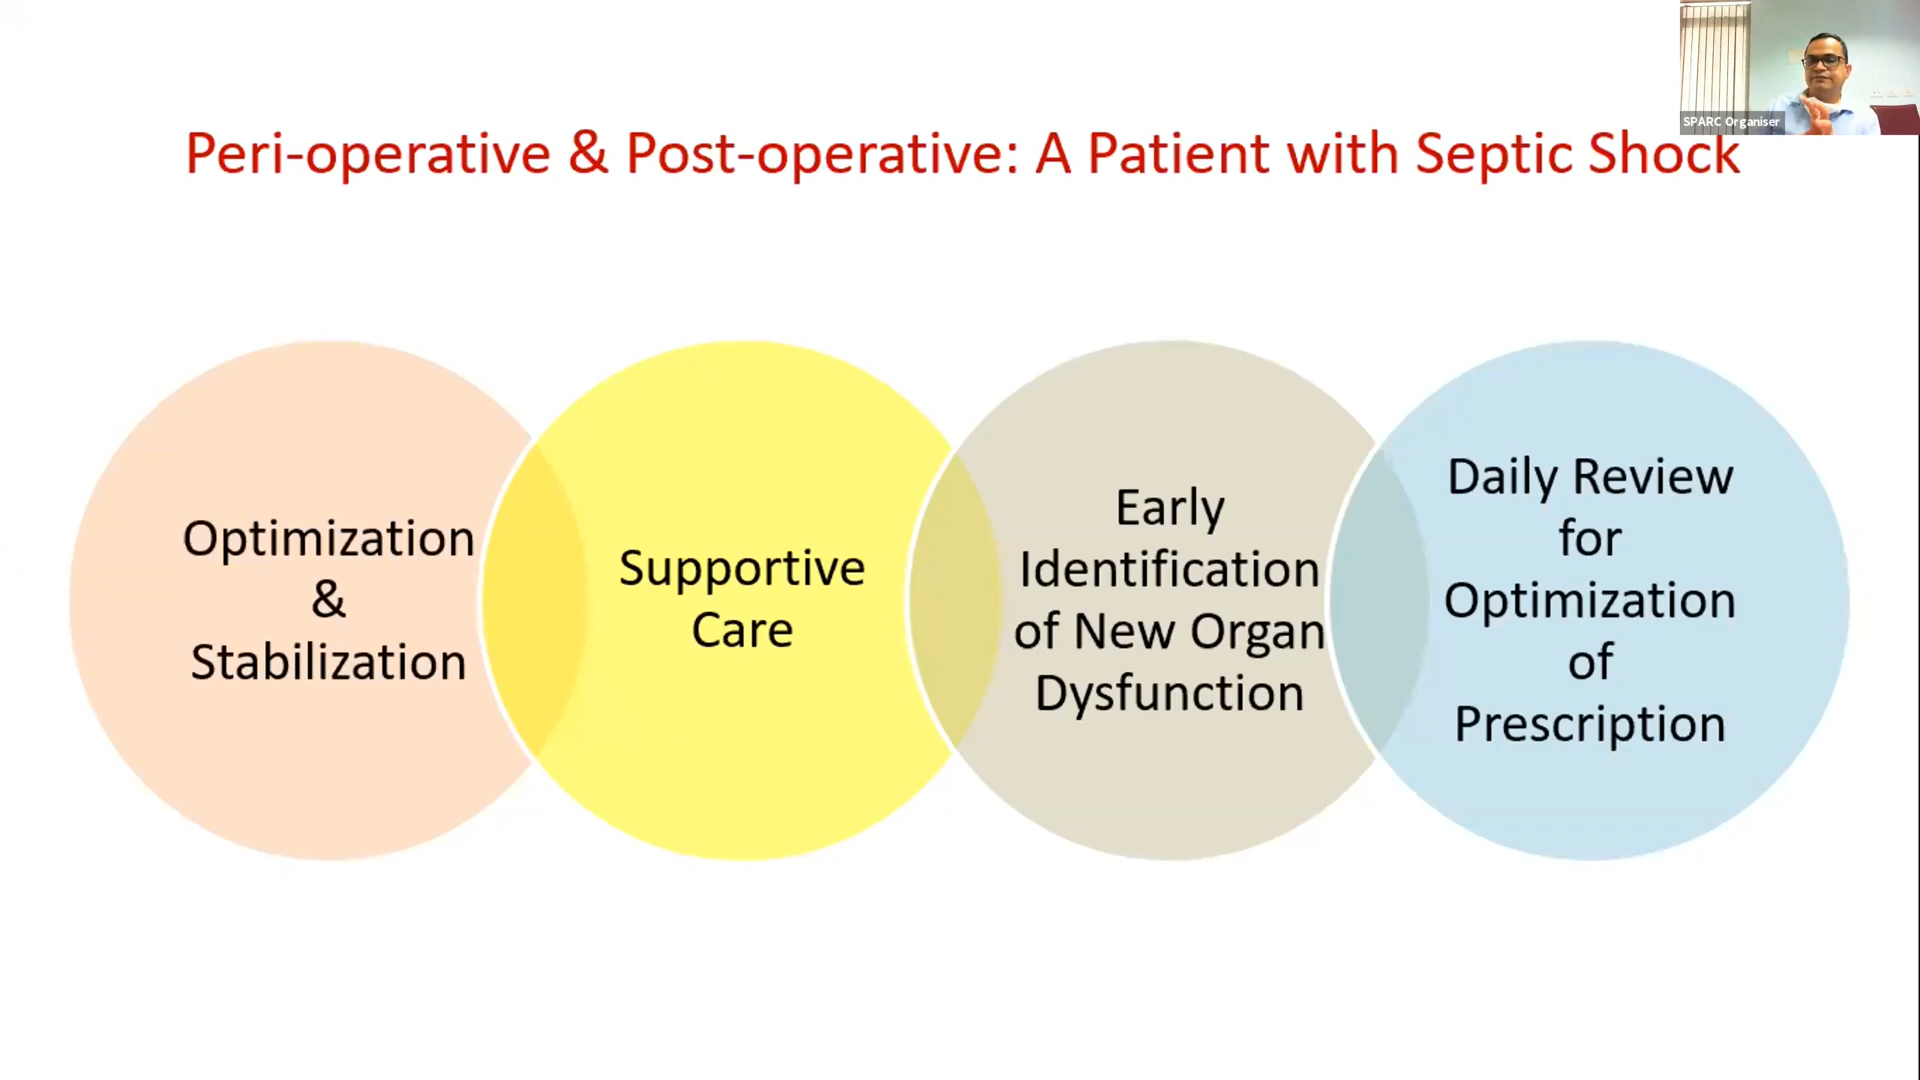 SPARC Organiser
Peri-operative & Post-operative: A Patient with Septic Shock
Optimization
&
Stabilization
Supportive
Care
Early
Identification
of New Organ
Dysfunction
Daily Review
for
Optimization
of
Prescription